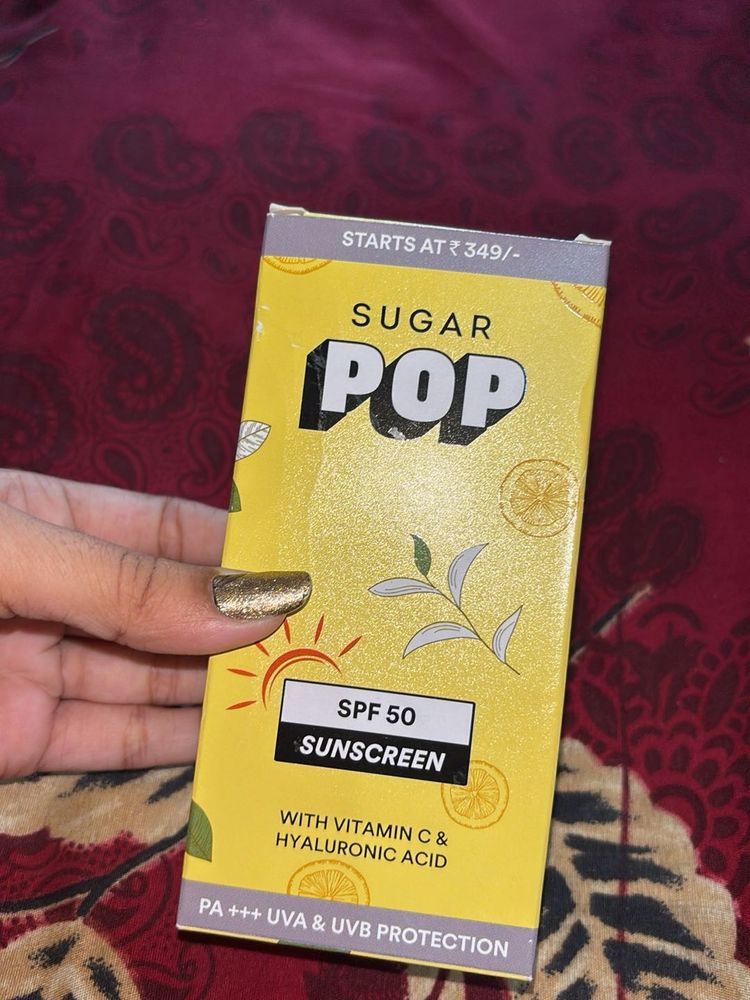 STARTS AT ₹ 349/-
SUGAR
POP
SPF 50
SUNSCREEN
WITH VITAMIN C &
HYALURONIC ACID
PA +++ UVA & UVB PROTECTION